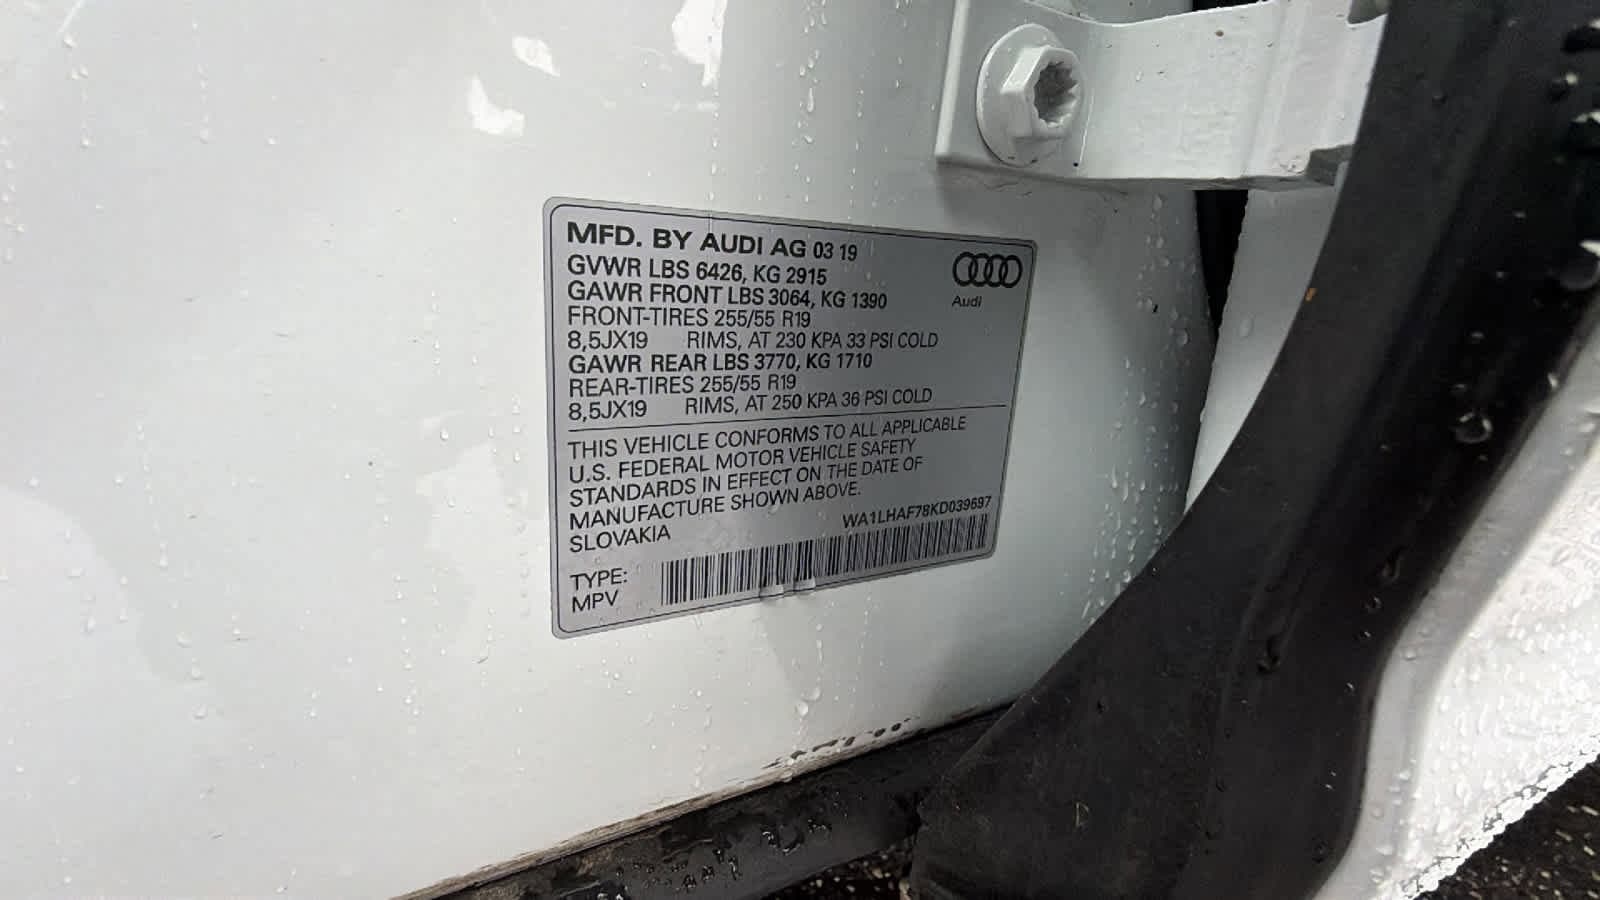 MFD. BY AUDI AG 03 19
GVWR LBS 6426, KG 2915
GAWR FRONT LBS 3064, KG 1390
FRONT-TIRES 255/55 R19
8,5JX19 RIMS, AT 230 KPA 33 PSI COLD
GAWR REAR LBS 3770, KG 1710
REAR-TIRES 255/55 R19
8,5JX19 RIMS, AT 250 KPA 36 PSI COLD
Audi
THIS VEHICLE CONFORMS TO ALL APPLICABLE
U.S. FEDERAL MOTOR VEHICLE SAFETY
STANDARDS IN EFFECT ON THE DATE OF
MANUFACTURE SHOWN ABOVE.
SLOVAKIA
WA1LHAF78KD039697
TYPE:
MPV